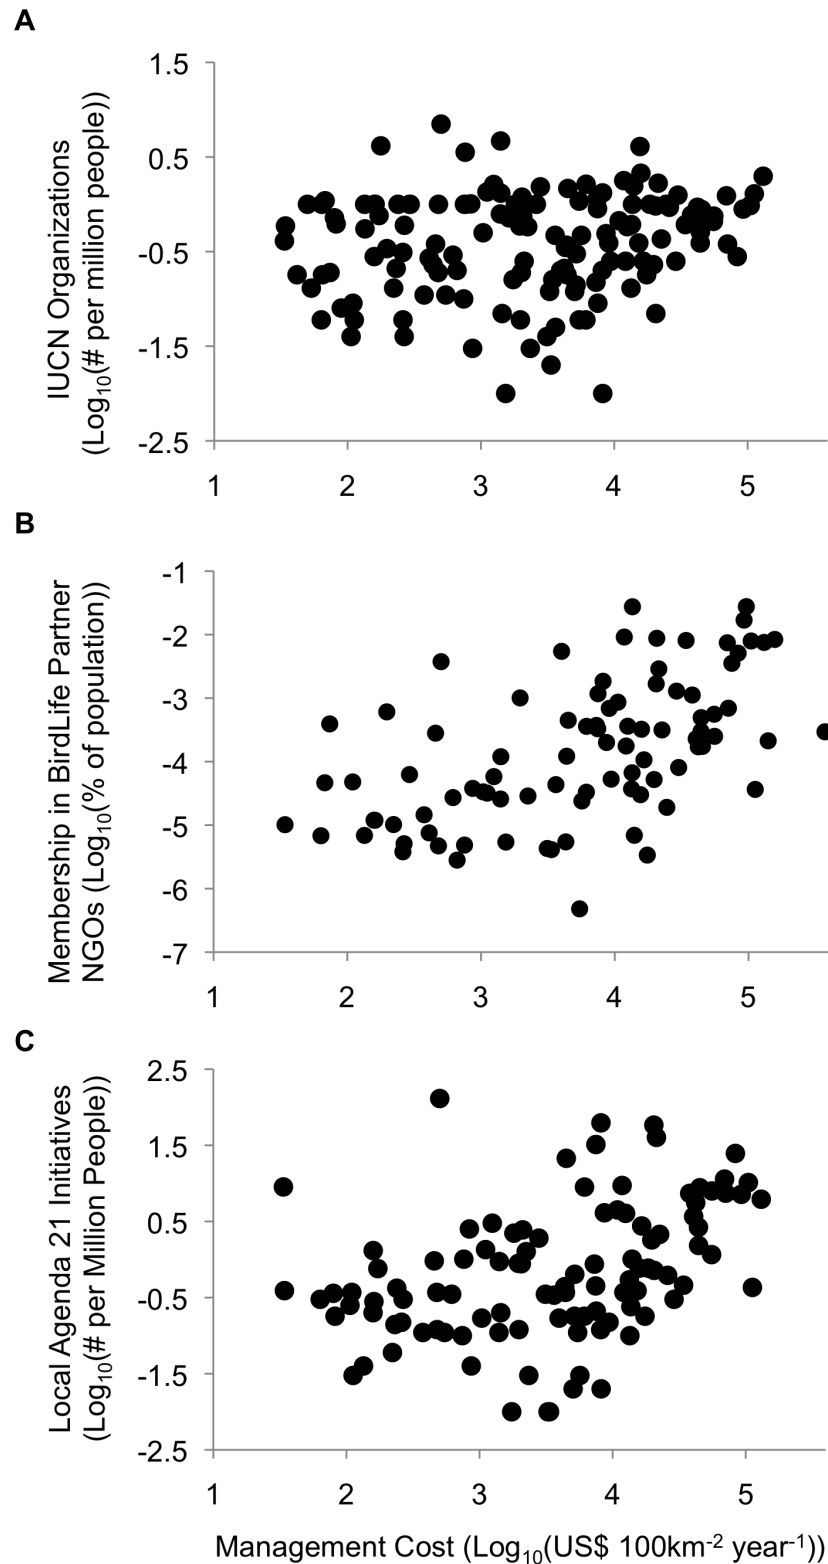 A
IUCN Organizations
(Log10(# per million people))
1.5
0.5
-0.5
-1.5
-2.5
1 2 3 4 5
B
Membership in BirdLife Partner
NGOs (Log10(% of population))
-1
-2
-3
-4
-5
-6
-7
1 2 3 4 5
C
Local Agenda 21 Initiatives
(Log10(# per Million People))
2.5
1.5
0.5
-0.5
-1.5
-2.5
1 2 3 4 5
Management Cost (Log10(US$ 100km-2 year-1))